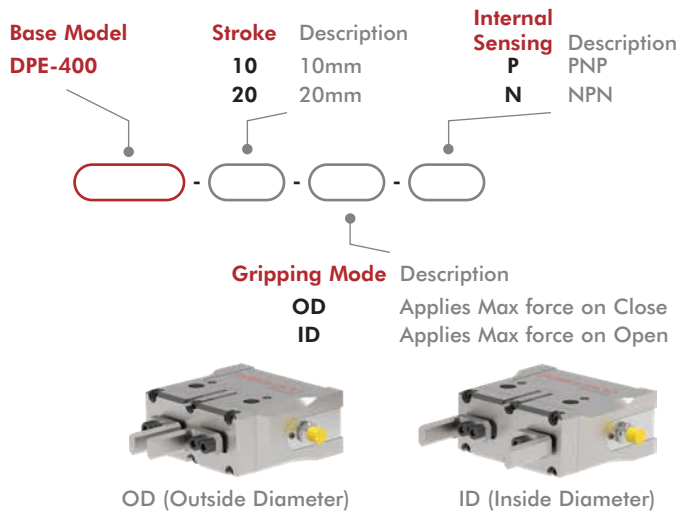 Base Model Stroke Description Internal Sensing Description
DPE-400 10 10mm P PNP
20 20mm N NPN
- - -
Gripping Mode Description
OD Applies Max force on Close
ID Applies Max force on Open
OD (Outside Diameter) ID (Inside Diameter)